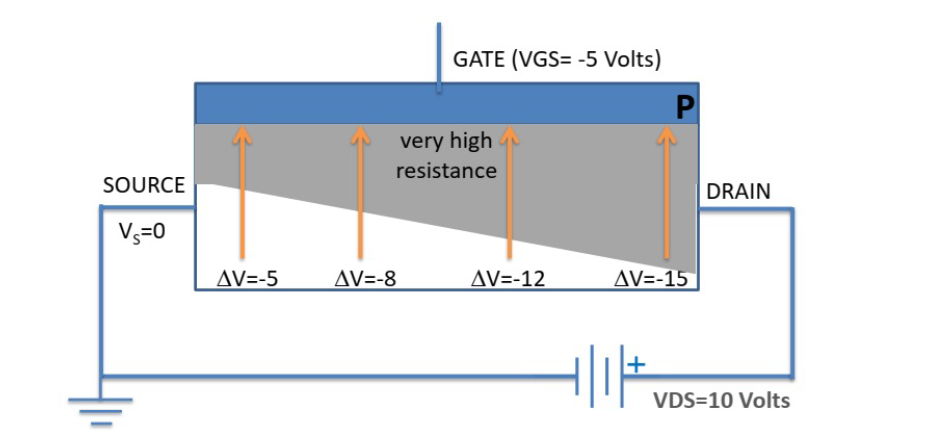 GATE (VGS= -5 Volts)
P
very high
resistance
SOURCE
DRAIN
V_S=0
ΔV=-5
ΔV=-8
ΔV=-12
ΔV=-15
+
VDS=10 Volts